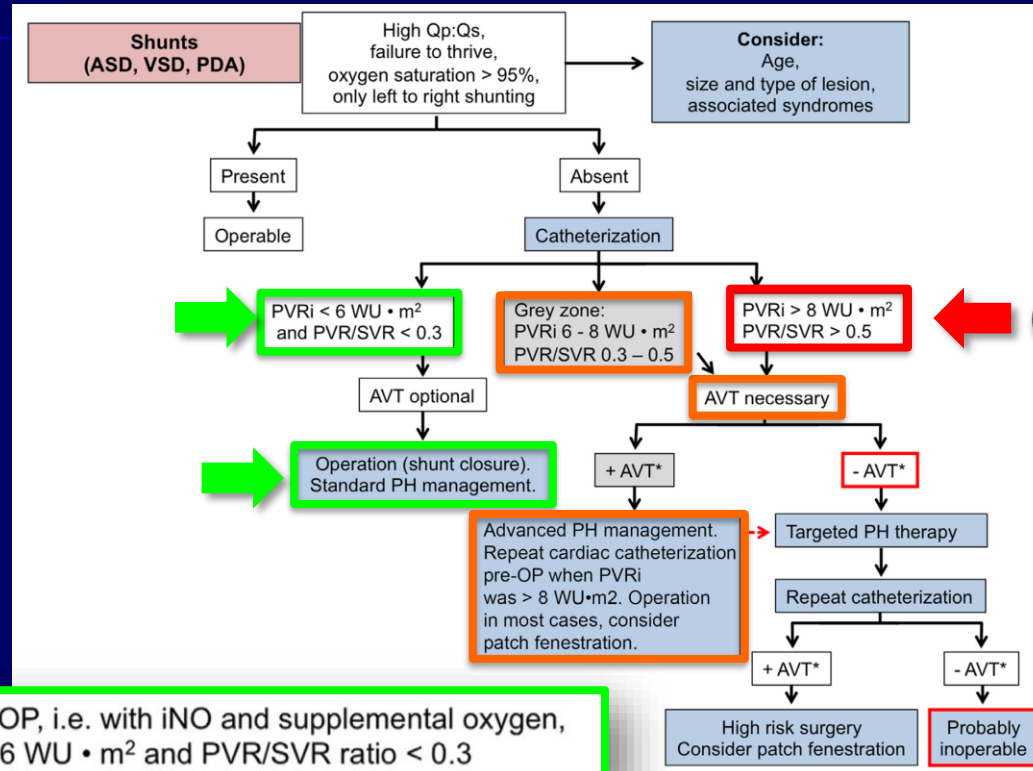 Shunts
(ASD, VSD, PDA)
High Qp:Qs,
failure to thrive,
oxygen saturation > 95%,
only left to right shunting
Consider:
Age,
size and type of lesion,
associated syndromes
Present
Absent
Operable
Catheterization
PVRi < 6 WU • m²
and PVR/SVR < 0.3
Grey zone:
PVRi 6 - 8 WU • m²
PVR/SVR 0.3 – 0.5
PVRi > 8 WU • m²
PVR/SVR > 0.5
AVT optional
AVT necessary
Operation (shunt closure).
Standard PH management.
+ AVT*
- AVT*
Advanced PH management.
Repeat cardiac catheterization
pre-OP when PVRi
was > 8 WU•m2. Operation
in most cases, consider
patch fenestration.
Targeted PH therapy
Repeat catheterization
+ AVT*
- AVT*
High risk surgery
Consider patch fenestration
Probably
inoperable
OP, i.e. with iNO and supplemental oxygen,
6 WU • m² and PVR/SVR ratio < 0.3